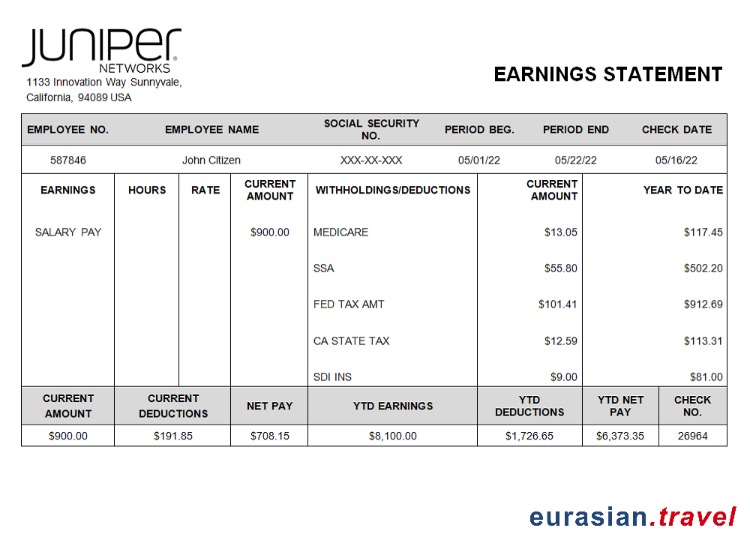 JUNIPER
NETWORKS
1133 Innovation Way Sunnyvale,
California, 94089 USA
EARNINGS STATEMENT
EMPLOYEE NO. EMPLOYEE NAME SOCIAL SECURITY NO. PERIOD BEG. PERIOD END CHECK DATE
587846 John Citizen XXX-XX-XXX 05/01/22 05/22/22 05/16/22
EARNINGS HOURS RATE CURRENT AMOUNT WITHHOLDINGS/DEDUCTIONS CURRENT AMOUNT YEAR TO DATE
SALARY PAY $900.00 MEDICARE $13.05 $117.45
SSA $55.80 $502.20
FED TAX AMT $101.41 $912.69
CA STATE TAX $12.59 $113.31
SDI INS $9.00 $81.00
CURRENT AMOUNT CURRENT DEDUCTIONS NET PAY YTD EARNINGS YTD DEDUCTIONS YTD NET PAY CHECK NO.
$900.00 $191.85 $708.15 $8,100.00 $1,726.65 $6,373.35 26964
eurasian.travel